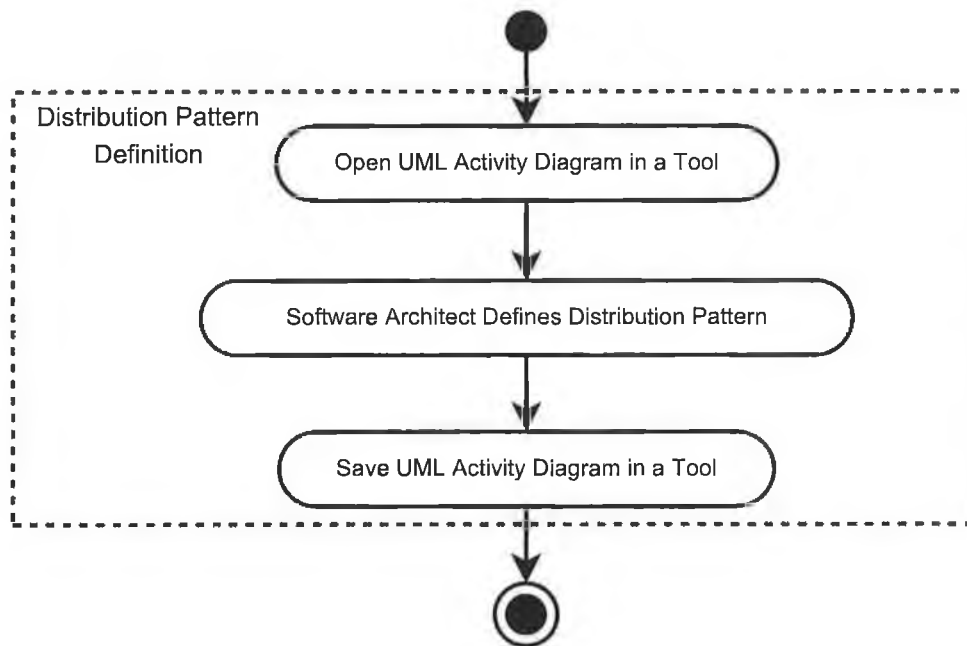 Distribution Pattern
Definition
Open UML Activity Diagram in a Tool
Software Architect Defines Distribution Pattern
Save UML Activity Diagram in a Tool